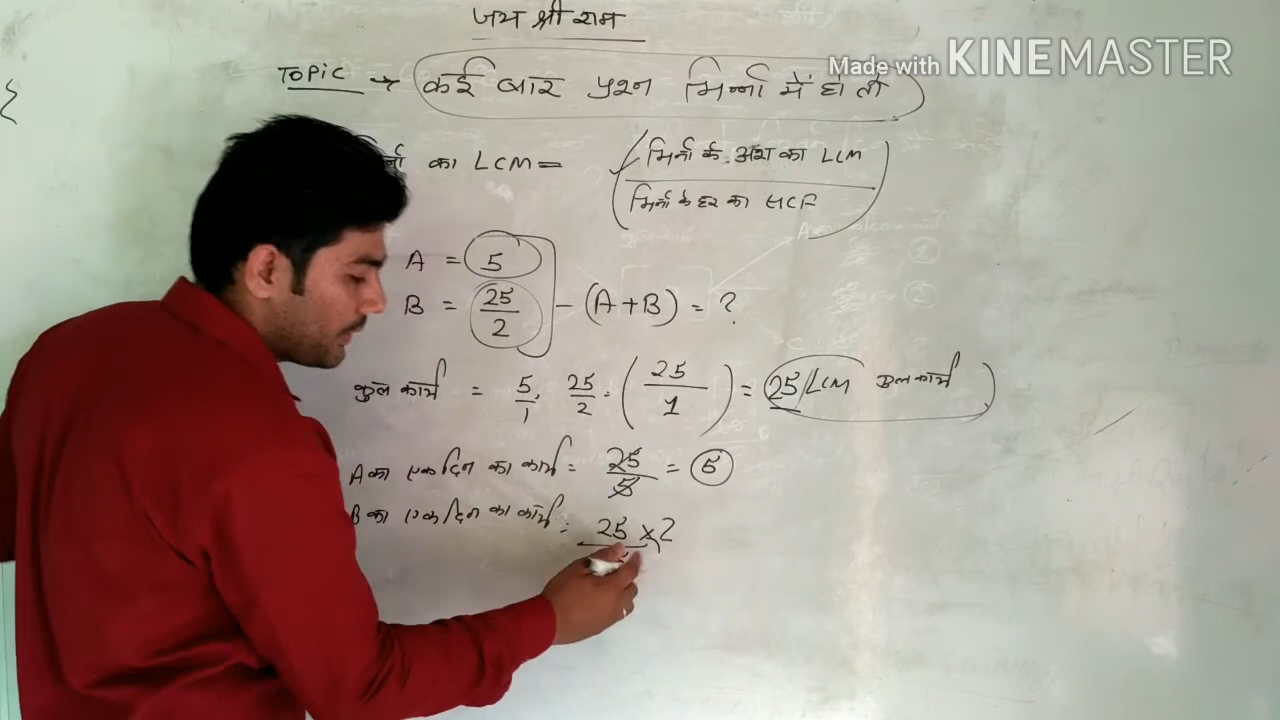 जय श्री राम
Made with KINEMASTER
TOPIC → कई बार प्रश्न भिन्नों में हो तो
का LCM = भिन्नों के अंश का LCM
भिन्नों के हर का HCF
A = 5
B = 25/2 - (A+B) = ?
कुल कार्य = 5/1, 25/2 = (25/1) = 25 LCM कुल कार्य
A का एक दिन का कार्य = 25/5 = 5
B का एक दिन का कार्य = 25 × 2